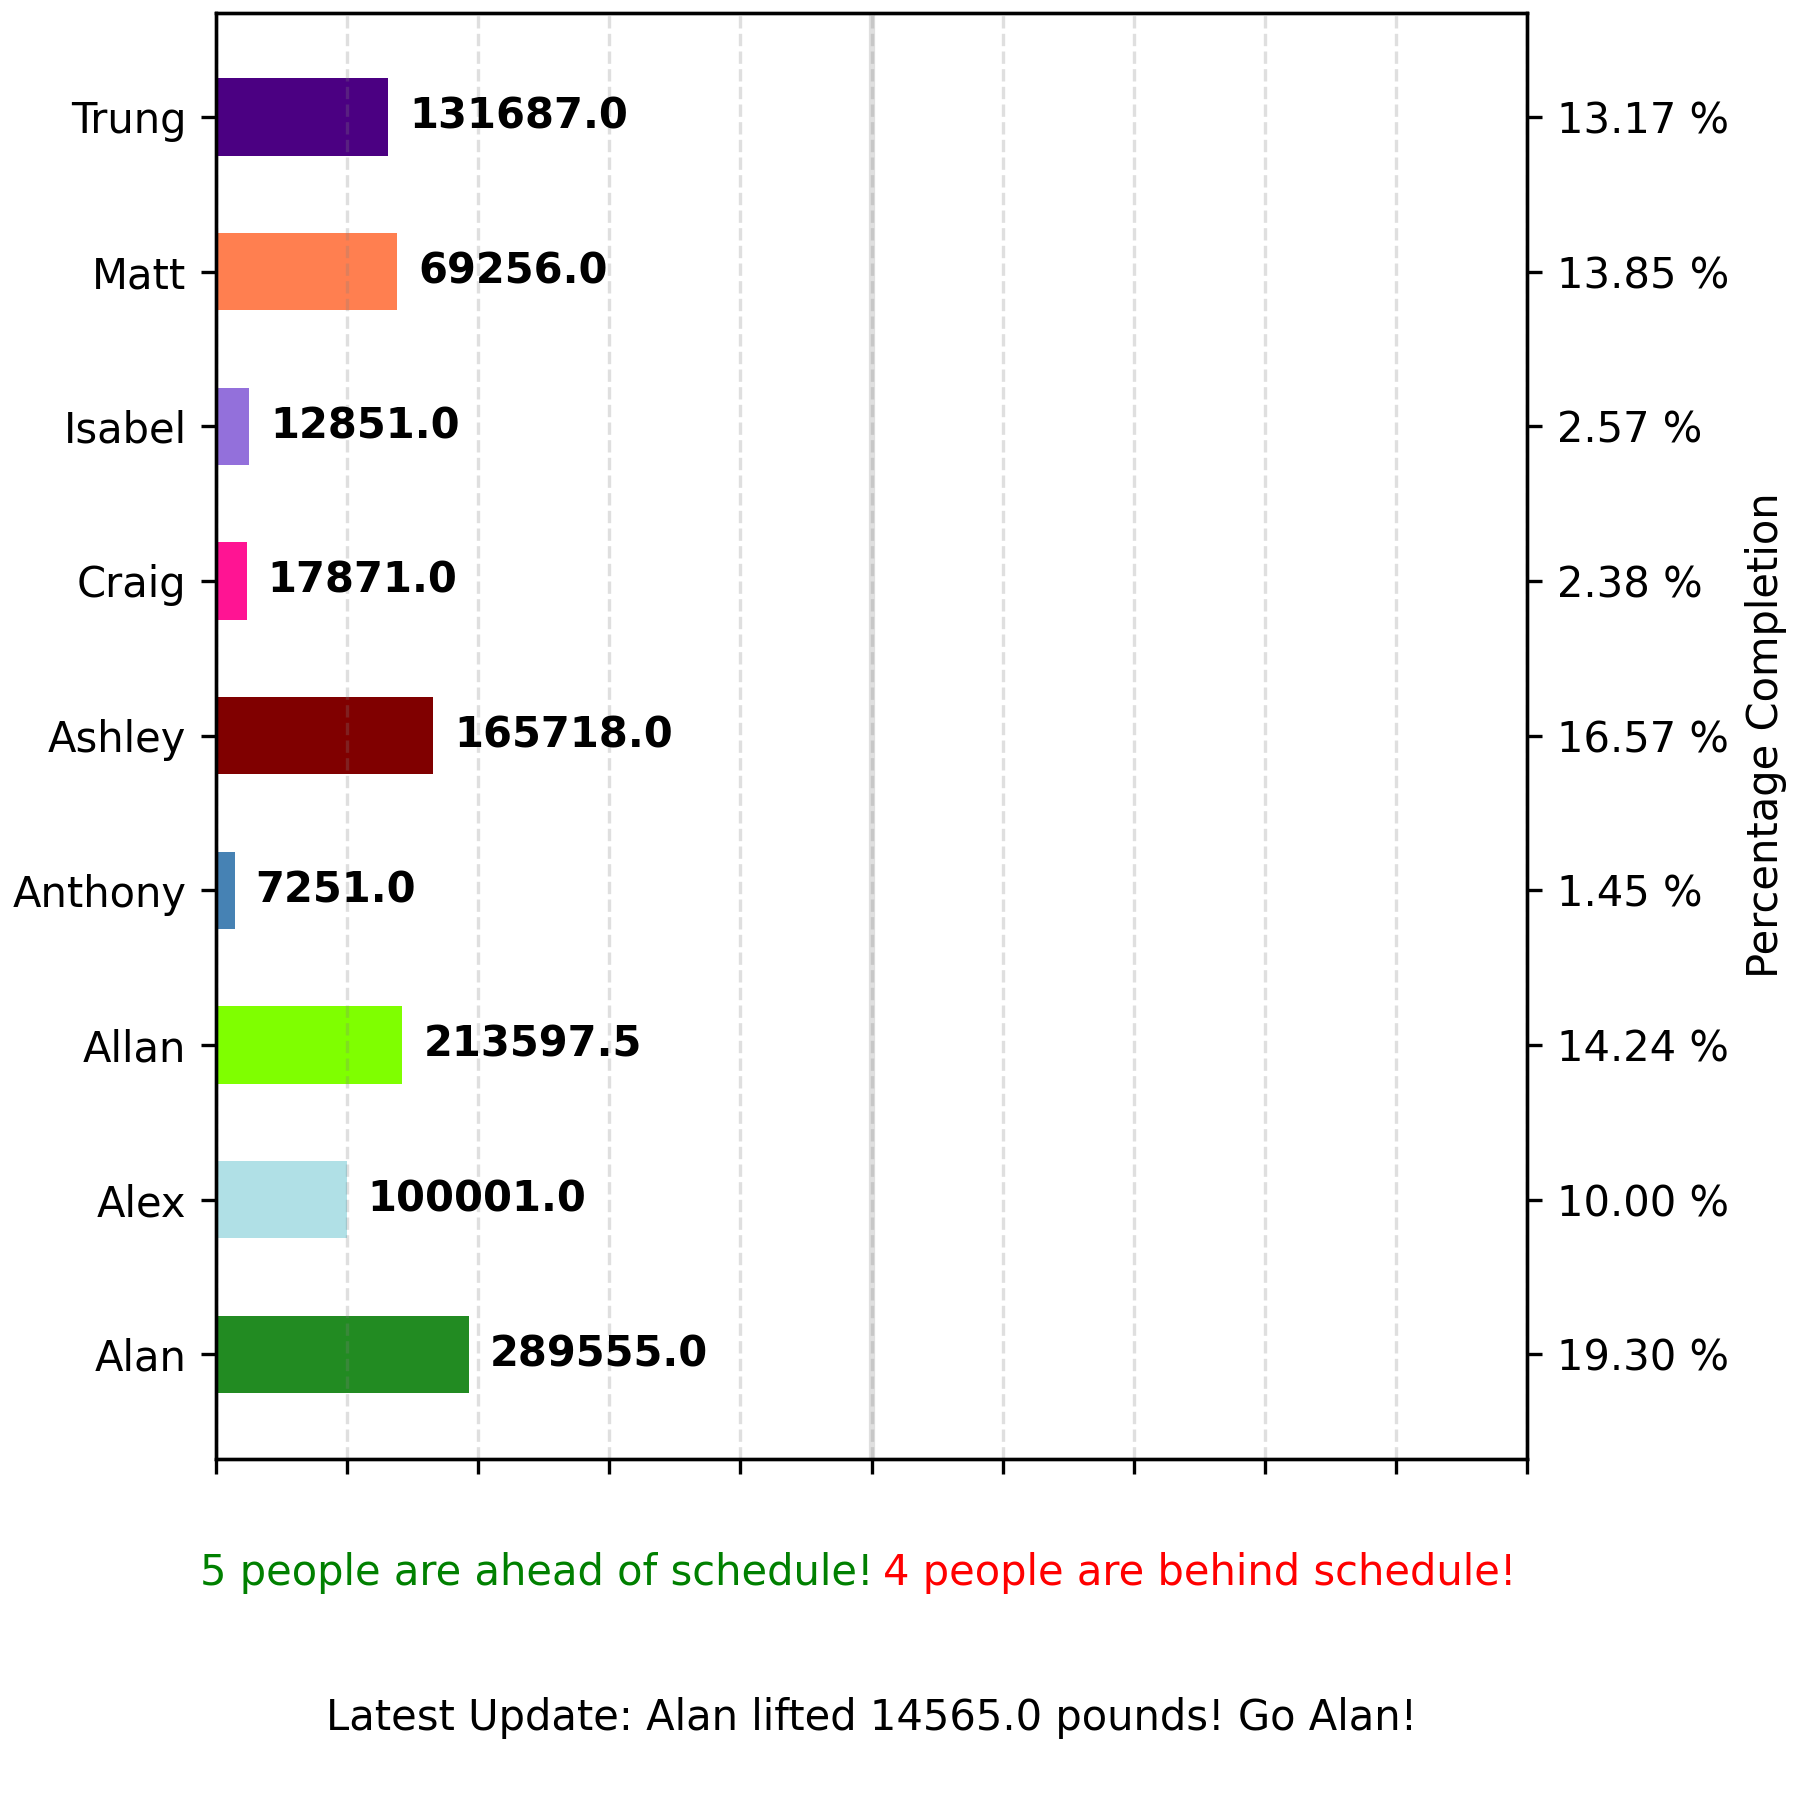 Trung 131687.0 13.17 %
Matt 69256.0 13.85 %
Isabel 12851.0 2.57 %
Craig 17871.0 2.38 %
Ashley 165718.0 16.57 %
Anthony 7251.0 1.45 %
Allan 213597.5 14.24 %
Alex 100001.0 10.00 %
Alan 289555.0 19.30 %
Percentage Completion
5 people are ahead of schedule! 4 people are behind schedule!
Latest Update: Alan lifted 14565.0 pounds! Go Alan!